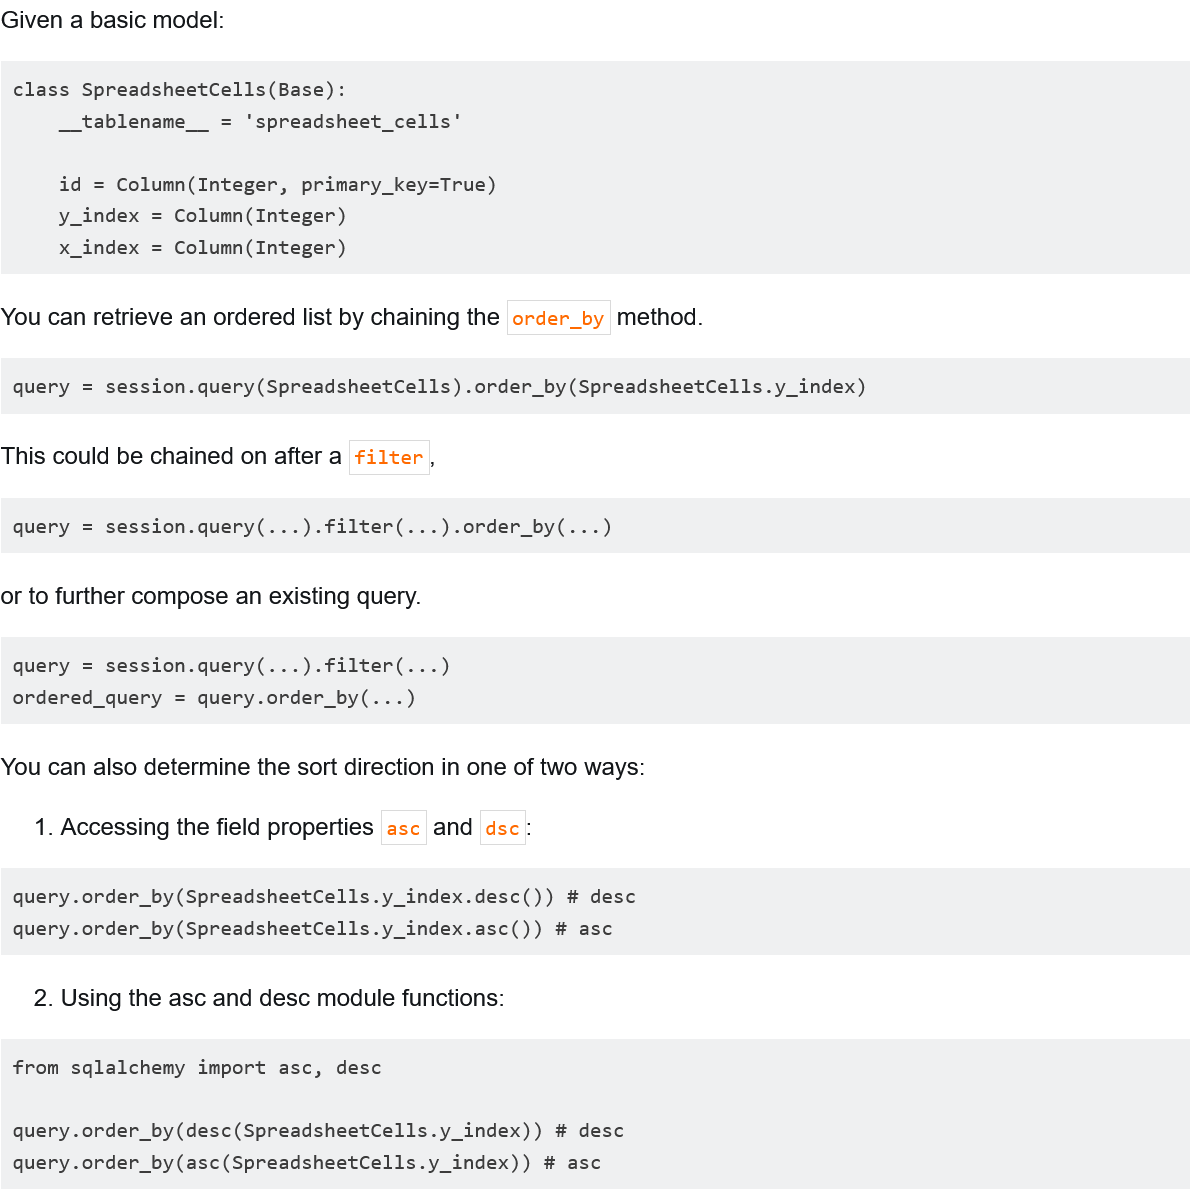 Given a basic model:
class SpreadsheetCells(Base):
    __tablename__ = 'spreadsheet_cells'
    id = Column(Integer, primary_key=True)
    y_index = Column(Integer)
    x_index = Column(Integer)
You can retrieve an ordered list by chaining the order_by method.
query = session.query(SpreadsheetCells).order_by(SpreadsheetCells.y_index)
This could be chained on after a filter,
query = session.query(...).filter(...).order_by(...)
or to further compose an existing query.
query = session.query(...).filter(...)
ordered_query = query.order_by(...)
You can also determine the sort direction in one of two ways:
1. Accessing the field properties asc and dsc:
query.order_by(SpreadsheetCells.y_index.desc()) # desc
query.order_by(SpreadsheetCells.y_index.asc()) # asc
2. Using the asc and desc module functions:
from sqlalchemy import asc, desc
query.order_by(desc(SpreadsheetCells.y_index)) # desc
query.order_by(asc(SpreadsheetCells.y_index)) # asc